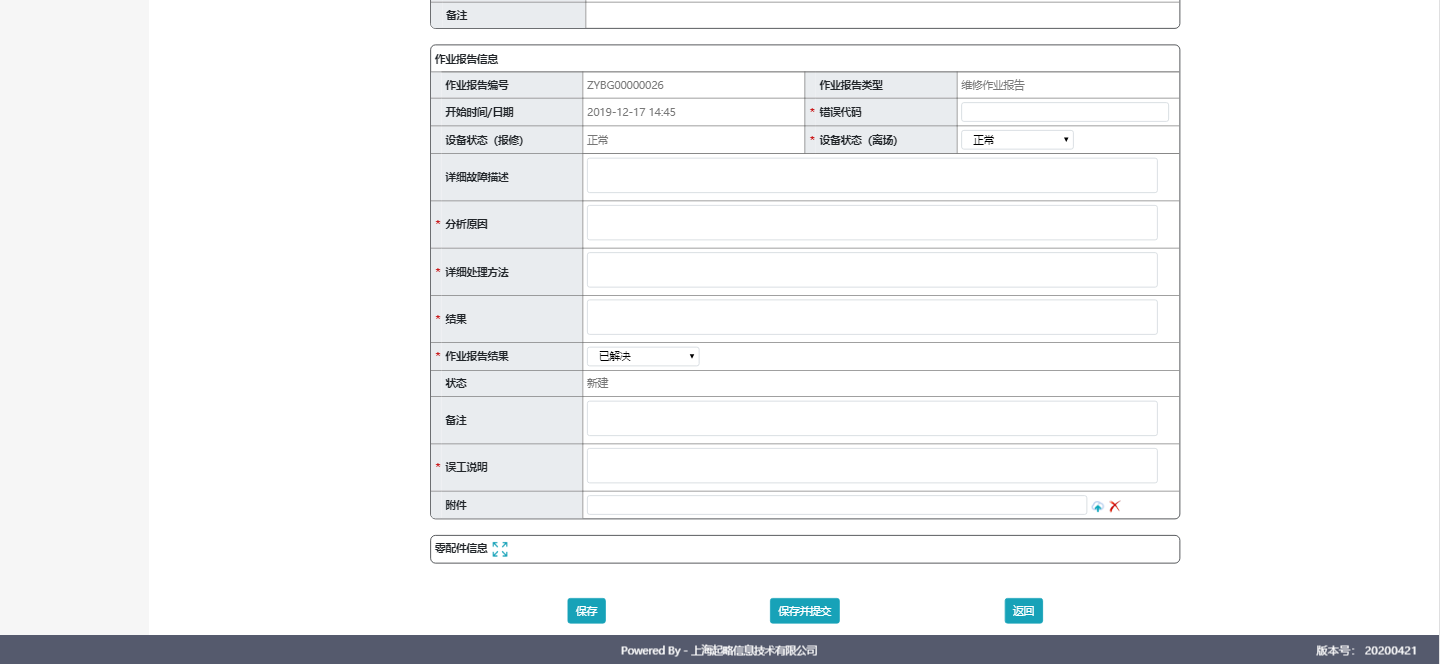 备注
作业报告信息
作业报告编号 ZYBG00000026 作业报告类型 维修作业报告
开始时间/日期 2019-12-17 14:45 * 错误代码
设备状态（报修） 正常 * 设备状态（离场） 正常
详细故障描述
* 分析原因
* 详细处理方法
* 结果
* 作业报告结果 已解决
状态 新建
备注
* 误工说明
附件
零配件信息
保存 保存并提交 返回
Powered By - 上海起略信息技术有限公司 版本号： 20200421